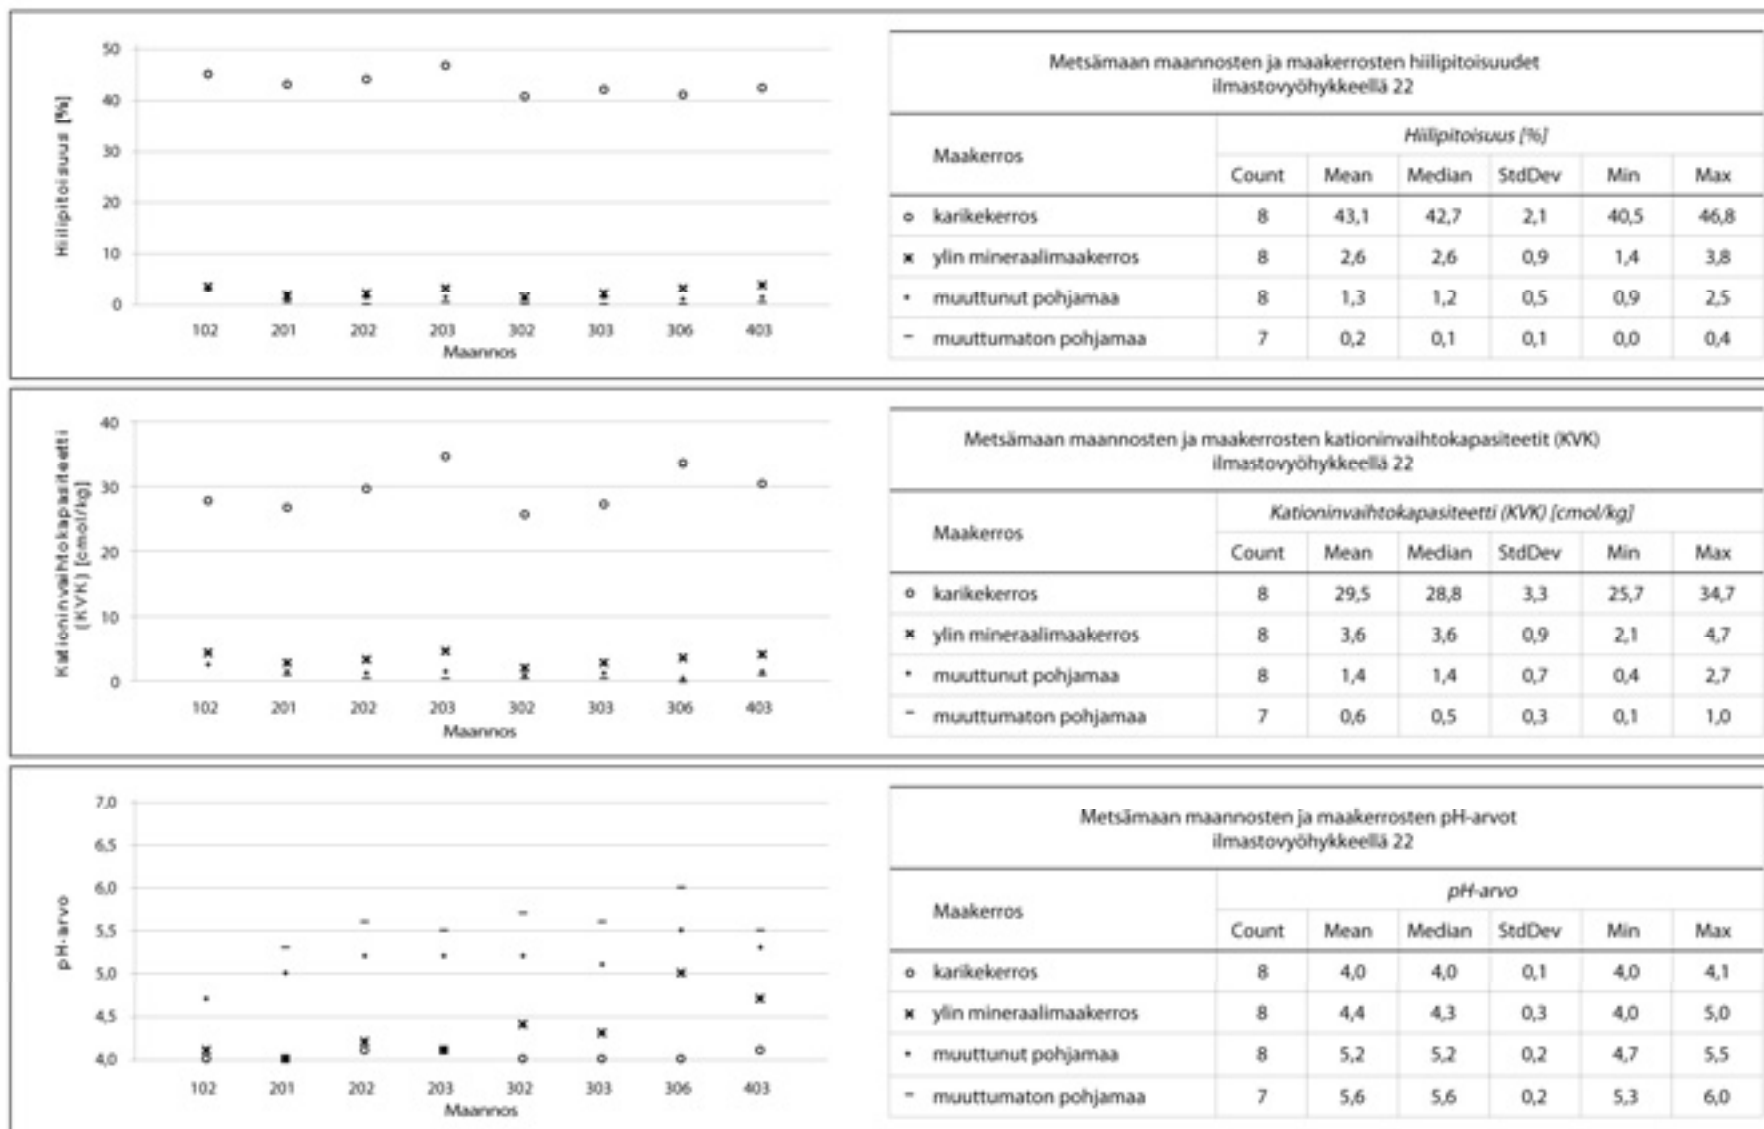 50
40
30
20
10
0
Hiilipitoisuus [%]
102 201 202 203 302 303 306 403
Maannos
Metsämaan maannosten ja maakerrosten hiilipitoisuudet
ilmastovyöhykkeellä 22
Maakerros
Hiilipitoisuus [%]
Count Mean Median StdDev Min Max
karikekerros 8 43,1 42,7 2,1 40,5 46,8
ylin mineraalimaakerros 8 2,6 2,6 0,9 1,4 3,8
muuttunut pohjamaa 8 1,3 1,2 0,5 0,9 2,5
muuttumaton pohjamaa 7 0,2 0,1 0,1 0,0 0,4
40
30
20
10
0
Kationinvaihtokapasiteetti
(KVK) [cmol/kg]
102 201 202 203 302 303 306 403
Maannos
Metsämaan maannosten ja maakerrosten kationinvaihtokapasiteetit (KVK)
ilmastovyöhykkeellä 22
Maakerros
Kationinvaihtokapasiteetti (KVK) [cmol/kg]
Count Mean Median StdDev Min Max
karikekerros 8 29,5 28,8 3,3 25,7 34,7
ylin mineraalimaakerros 8 3,6 3,6 0,9 2,1 4,7
muuttunut pohjamaa 8 1,4 1,4 0,7 0,4 2,7
muuttumaton pohjamaa 7 0,6 0,5 0,3 0,1 1,0
7,0
6,5
6,0
5,5
5,0
4,5
4,0
pH-arvo
102 201 202 203 302 303 306 403
Maannos
Metsämaan maannosten ja maakerrosten pH-arvot
ilmastovyöhykkeellä 22
Maakerros
pH-arvo
Count Mean Median StdDev Min Max
karikekerros 8 4,0 4,0 0,1 4,0 4,1
ylin mineraalimaakerros 8 4,4 4,3 0,3 4,0 5,0
muuttunut pohjamaa 8 5,2 5,2 0,2 4,7 5,5
muuttumaton pohjamaa 7 5,6 5,6 0,2 5,3 6,0